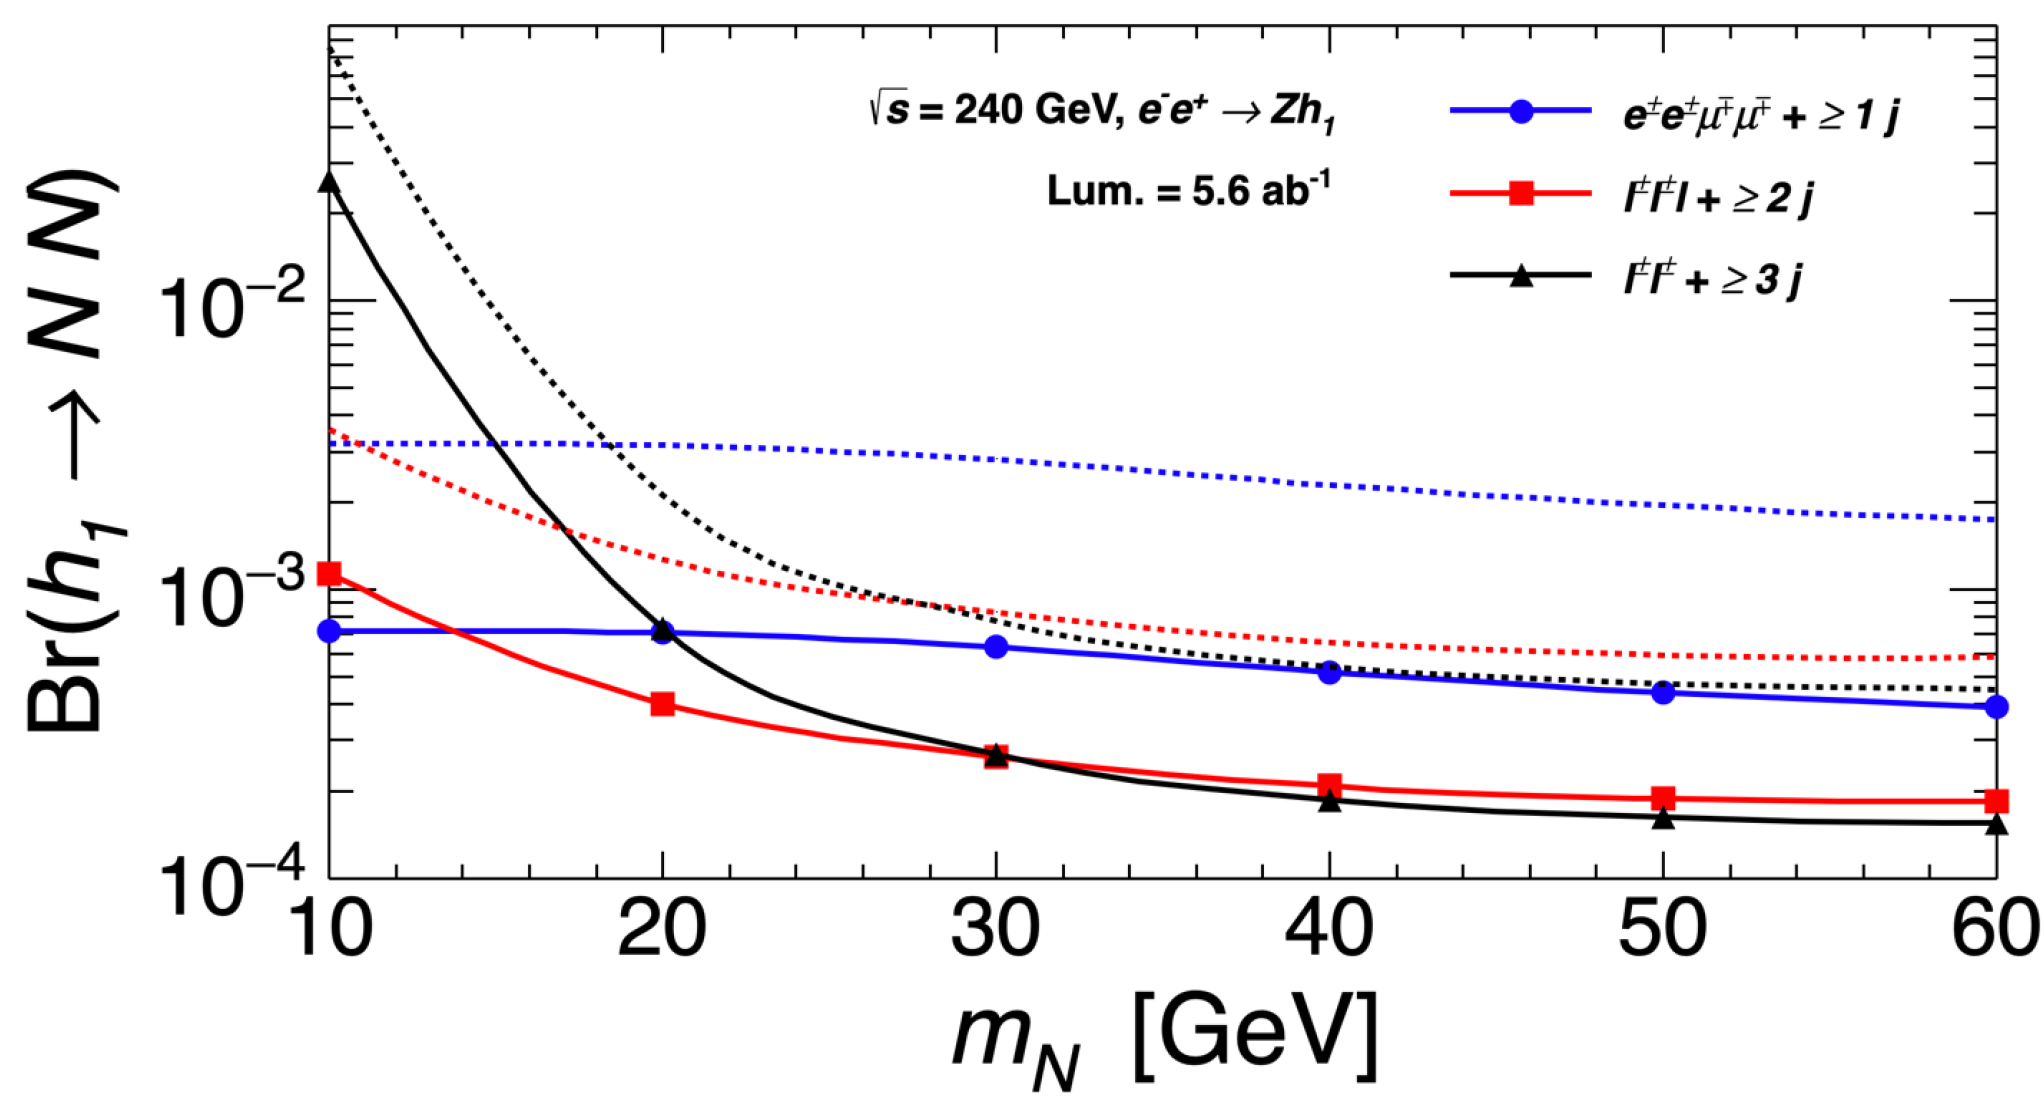 Br(h₁ → N N)
10⁻²
10⁻³
10⁻⁴
√s = 240 GeV, e⁻e⁺ → Zh₁
Lum. = 5.6 ab⁻¹
e±e±μ∓μ∓ + ≥ 1 j
l±l±l + ≥ 2 j
l±l± + ≥ 3 j
10 20 30 40 50 60
m_N [GeV]